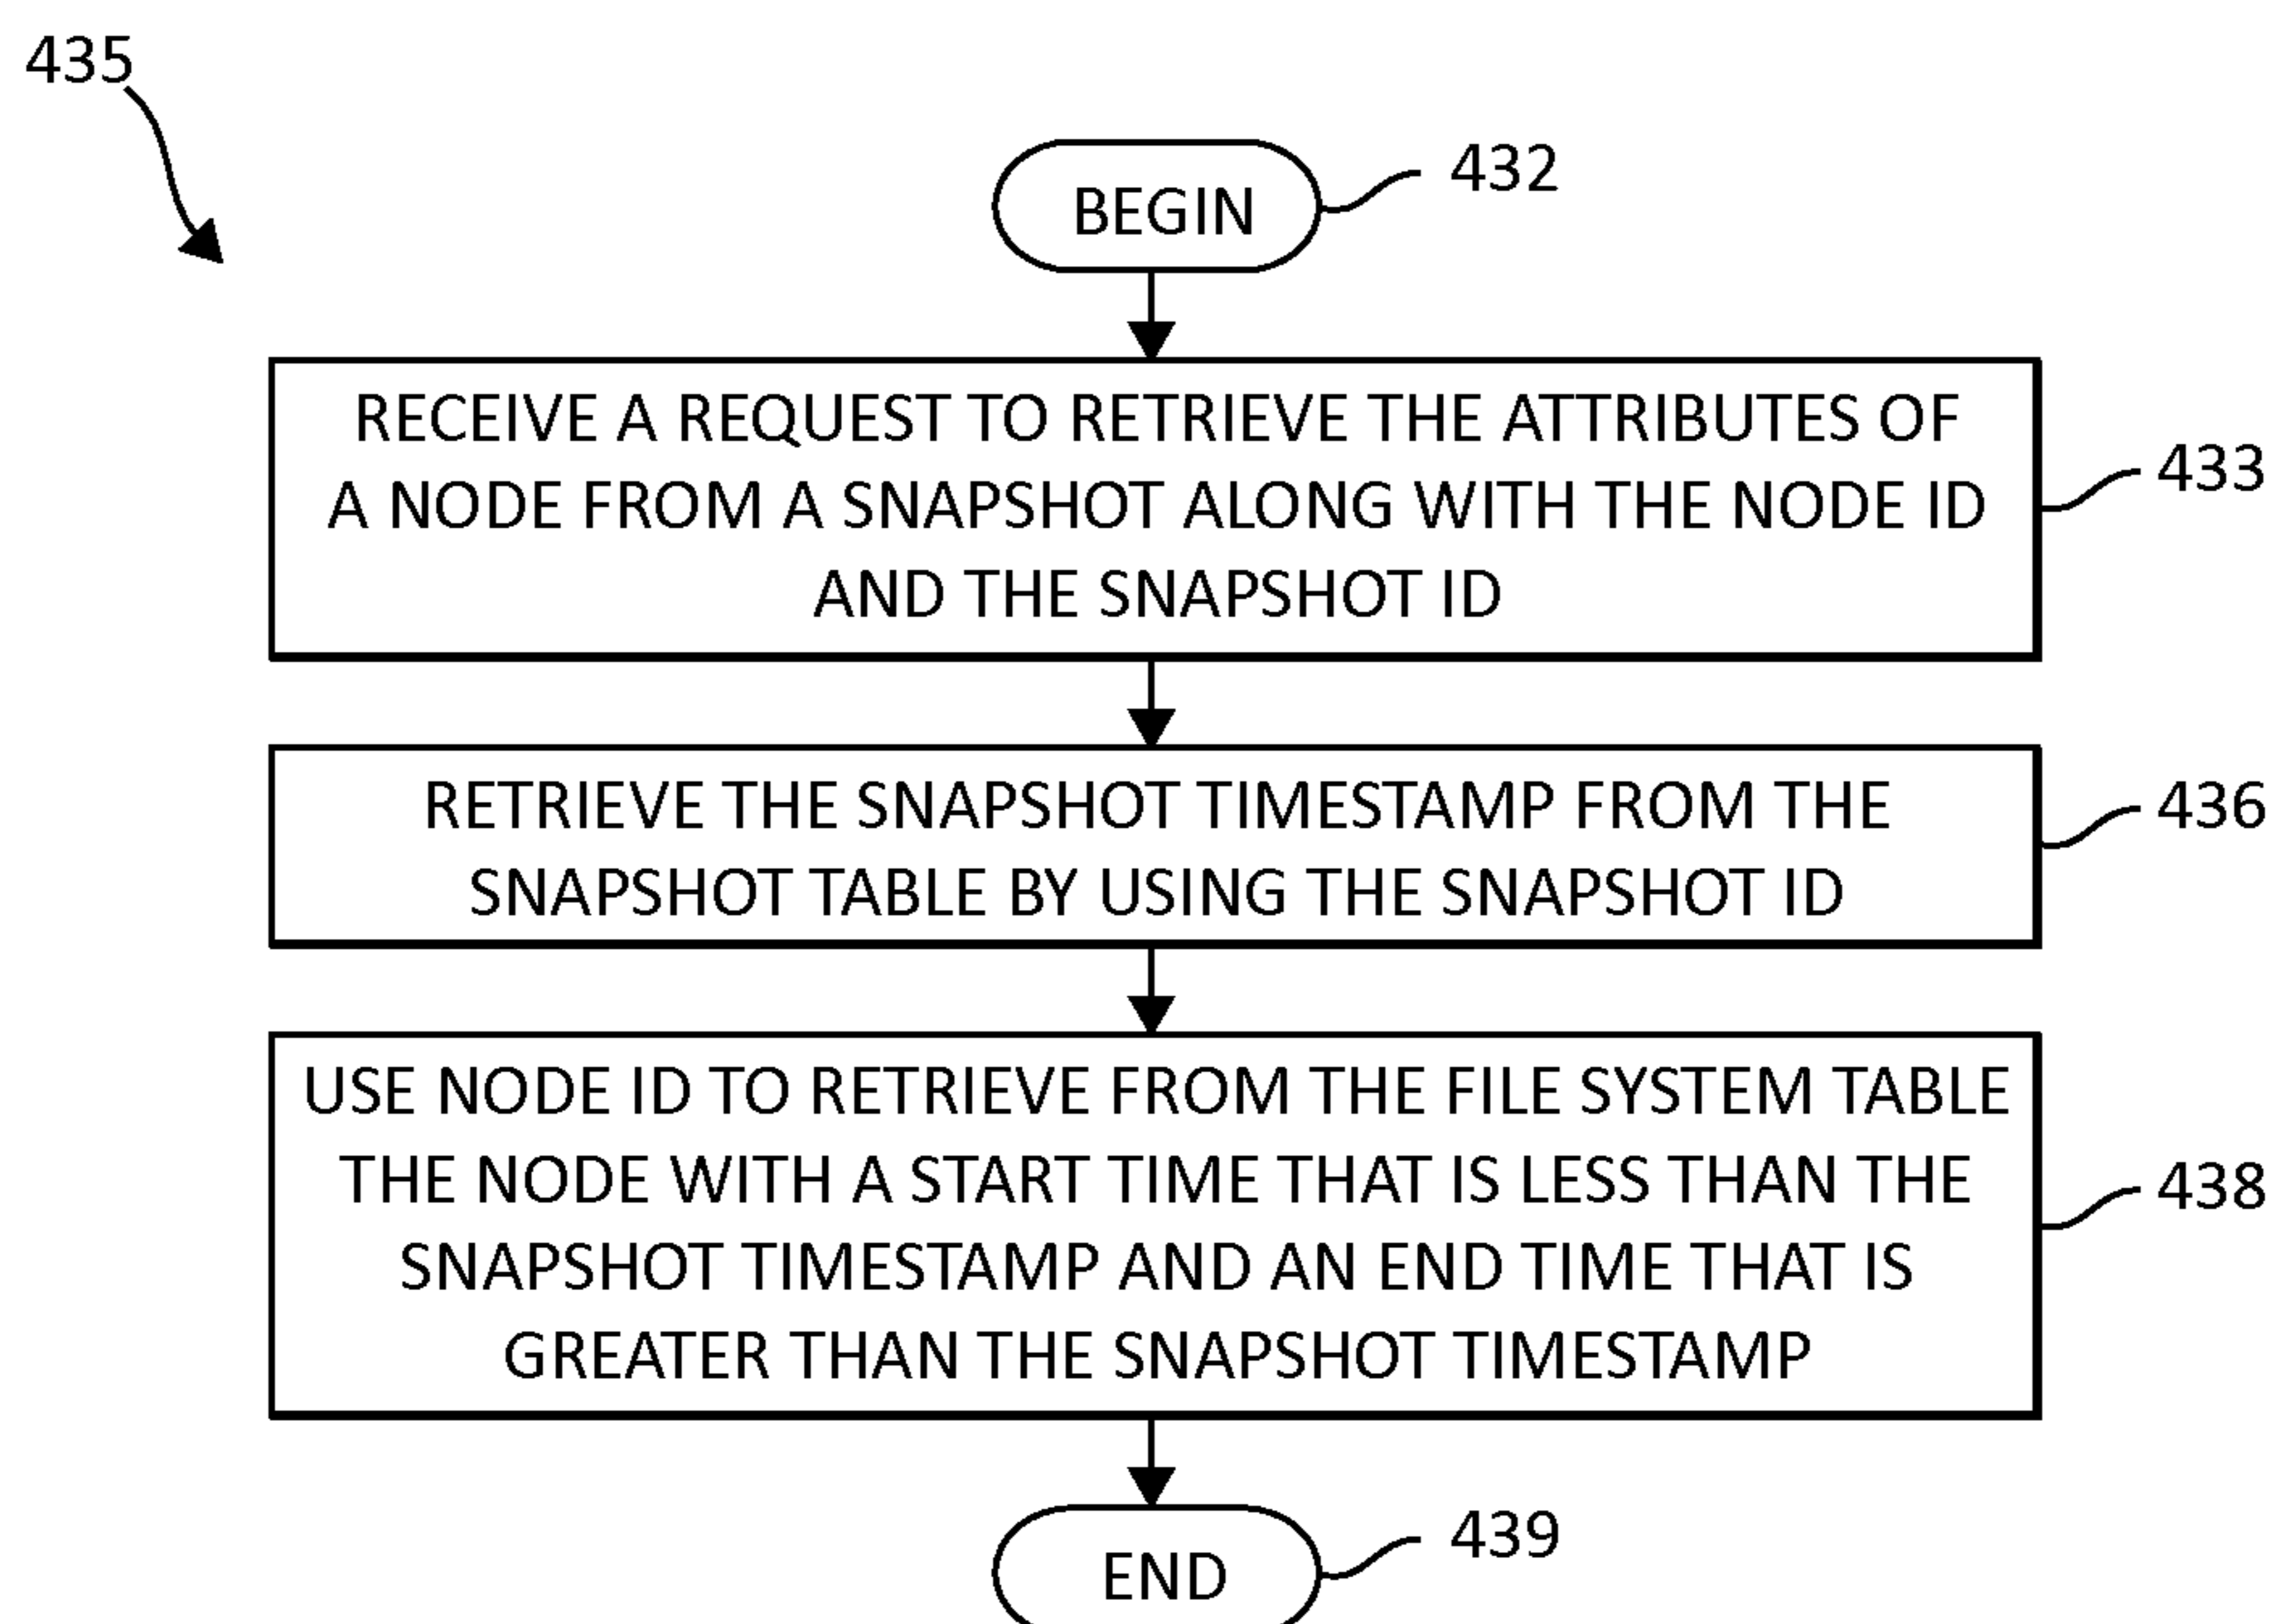 435
BEGIN
432
RECEIVE A REQUEST TO RETRIEVE THE ATTRIBUTES OF
A NODE FROM A SNAPSHOT ALONG WITH THE NODE ID
AND THE SNAPSHOT ID
433
RETRIEVE THE SNAPSHOT TIMESTAMP FROM THE
SNAPSHOT TABLE BY USING THE SNAPSHOT ID
436
USE NODE ID TO RETRIEVE FROM THE FILE SYSTEM TABLE
THE NODE WITH A START TIME THAT IS LESS THAN THE
SNAPSHOT TIMESTAMP AND AN END TIME THAT IS
GREATER THAN THE SNAPSHOT TIMESTAMP
438
END
439